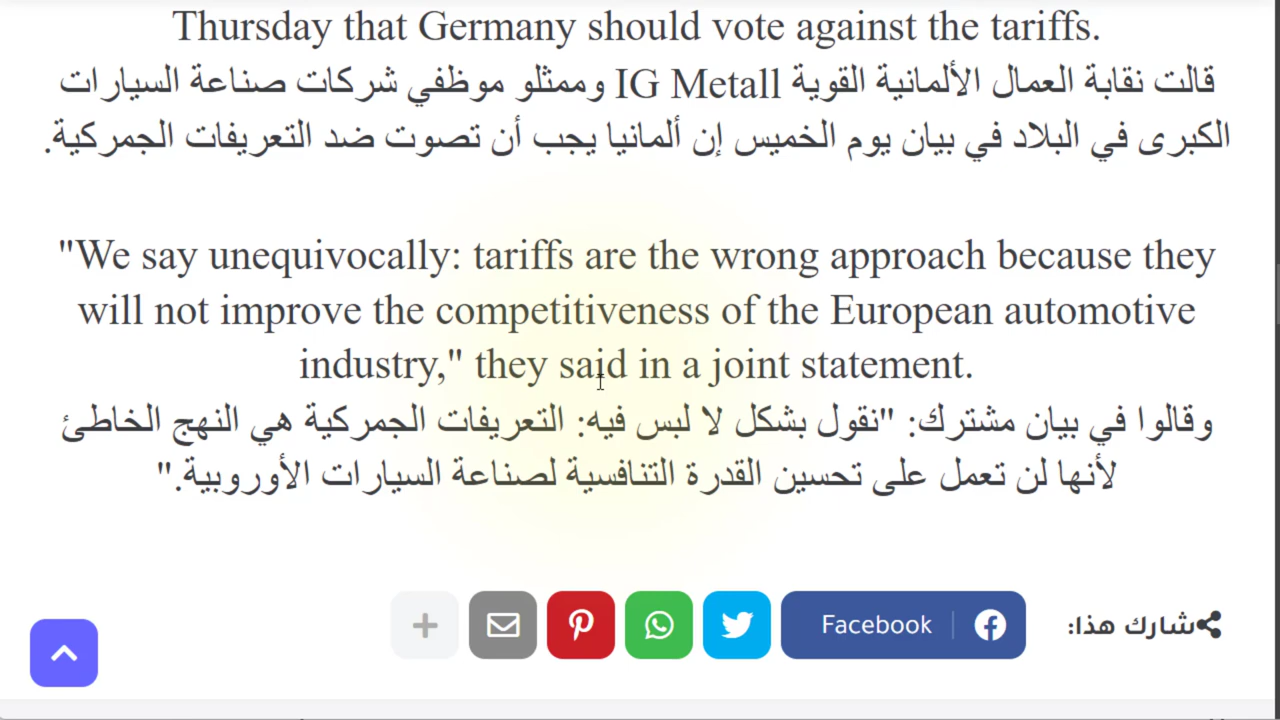 Thursday that Germany should vote against the tariffs.
قالت نقابة العمال الألمانية القوية IG Metall وممثلو موظفي شركات صناعة السيارات
الكبرى في البلاد في بيان يوم الخميس إن ألمانيا يجب أن تصوت ضد التعريفات الجمركية.
"We say unequivocally: tariffs are the wrong approach because they
will not improve the competitiveness of the European automotive
industry," they said in a joint statement.
وقالوا في بيان مشترك: "نقول بشكل لا لبس فيه: التعريفات الجمركية هي النهج الخاطئ
لأنها لن تعمل على تحسين القدرة التنافسية لصناعة السيارات الأوروبية."
شارك هذا:
Facebook